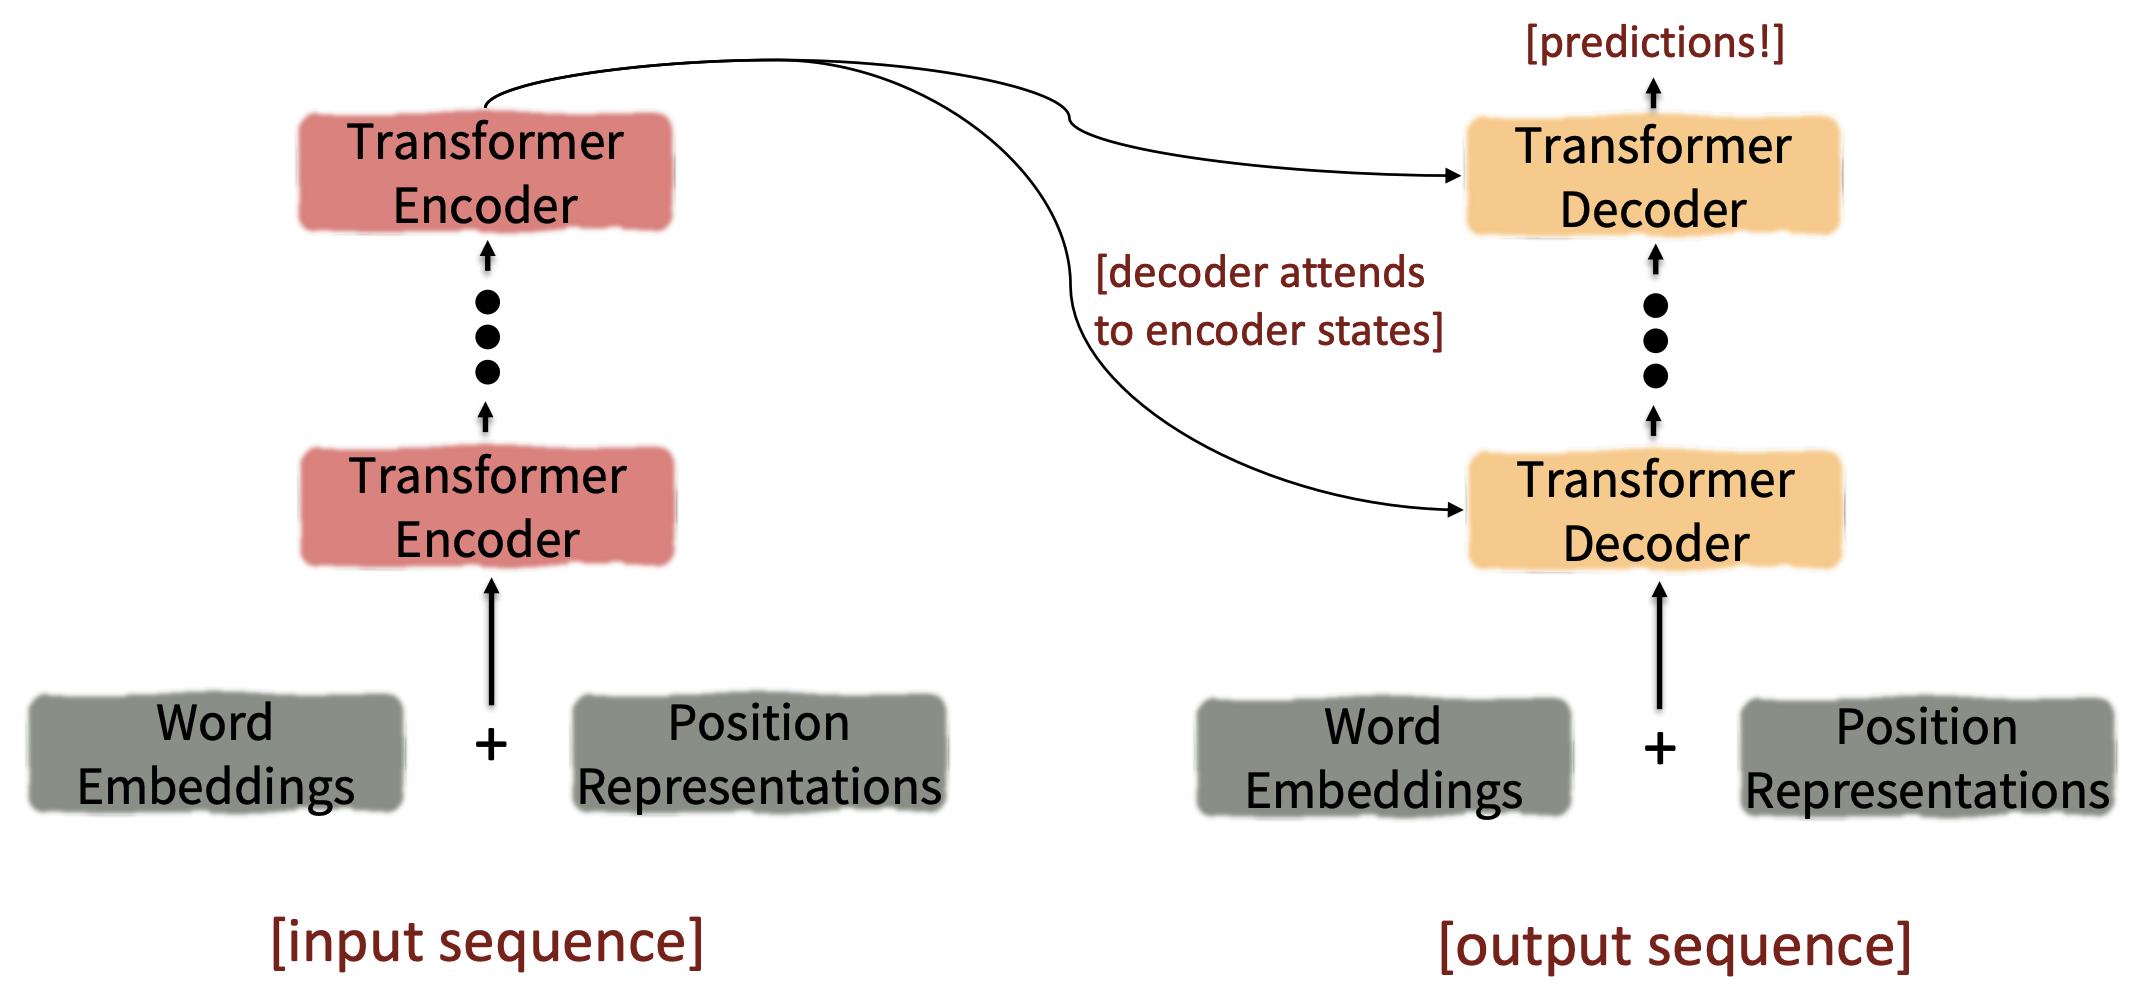 [predictions!]
Transformer
Encoder
Transformer
Decoder
[decoder attends
to encoder states]
Transformer
Encoder
Transformer
Decoder
Word
Embeddings
+
Position
Representations
Word
Embeddings
+
Position
Representations
[input sequence]
[output sequence]